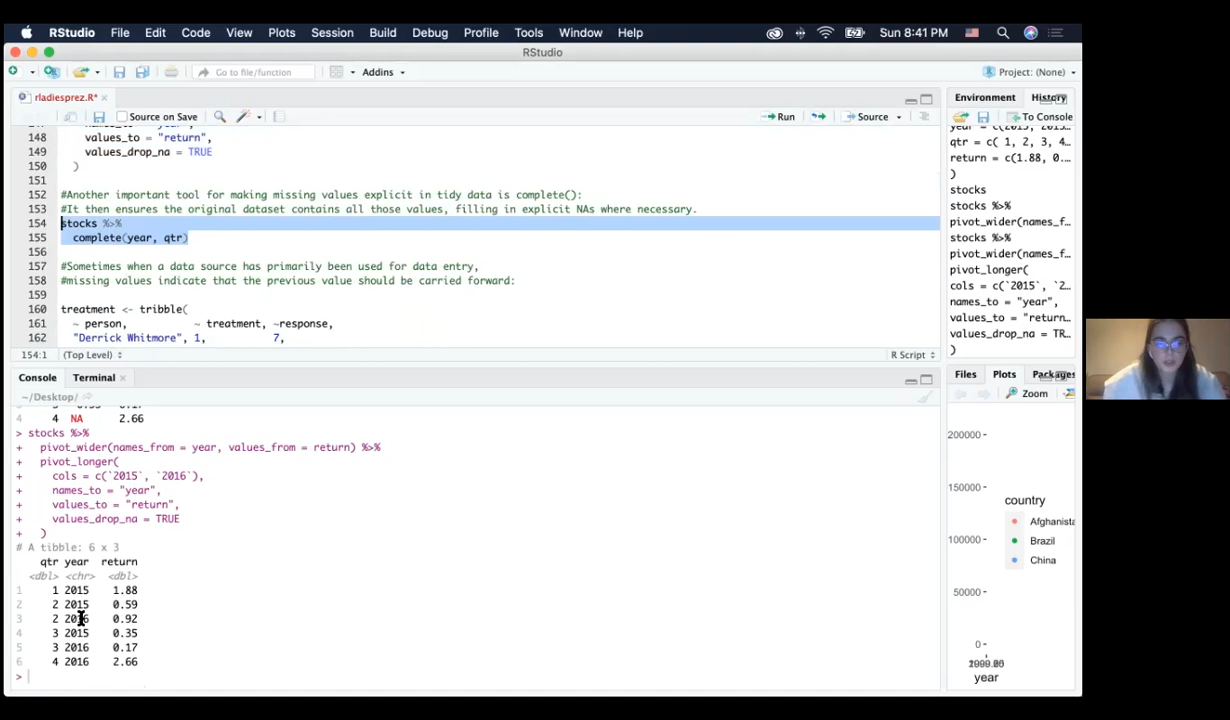 RStudio File Edit Code View Plots Session Build Debug Profile Tools Window Help Sun 8:41 PM
RStudio
Go to file/function Addins Project: (None)
rladiesprez.R*
Source on Save Run Source
148 values_to = "return",
149 values_drop_na = TRUE
150 )
151
152 #Another important tool for making missing values explicit in tidy data is complete():
153 #It then ensures the original dataset contains all those values, filling in explicit NAs where necessary.
154 stocks %>%
155 complete(year, qtr)
156
157 #Sometimes when a data source has primarily been used for data entry,
158 #missing values indicate that the previous value should be carried forward:
159
160 treatment <- tribble(
161 ~ person, ~ treatment, ~response,
162 "Derrick Whitmore", 1, 7,
154:1 (Top Level) R Script
Console Terminal
~/Desktop/
4 4 NA 2.66
> stocks %>%
+ pivot_wider(names_from = year, values_from = return) %>%
+ pivot_longer(
+ cols = c(`2015`, `2016`),
+ names_to = "year",
+ values_to = "return",
+ values_drop_na = TRUE
+ )
# A tibble: 6 x 3
qtr year return
<dbl> <chr> <dbl>
1 1 2015 1.88
2 2 2015 0.59
3 2 2016 0.92
4 3 2015 0.35
5 3 2016 0.17
6 4 2016 2.66
>
Environment History
To Console
qtr = c( 1, 2, 3, 4…
return = c(1.88, 0.…
)
stocks
stocks %>%
pivot_wider(names_f…
stocks %>%
pivot_wider(names_f…
pivot_longer(
cols = c(`2015`, `2…
names_to = "year",
values_to = "return…
values_drop_na = TR…
)
Files Plots Packages
Zoom
200000
150000
100000
50000
0
country
Afghanista
Brazil
China
year